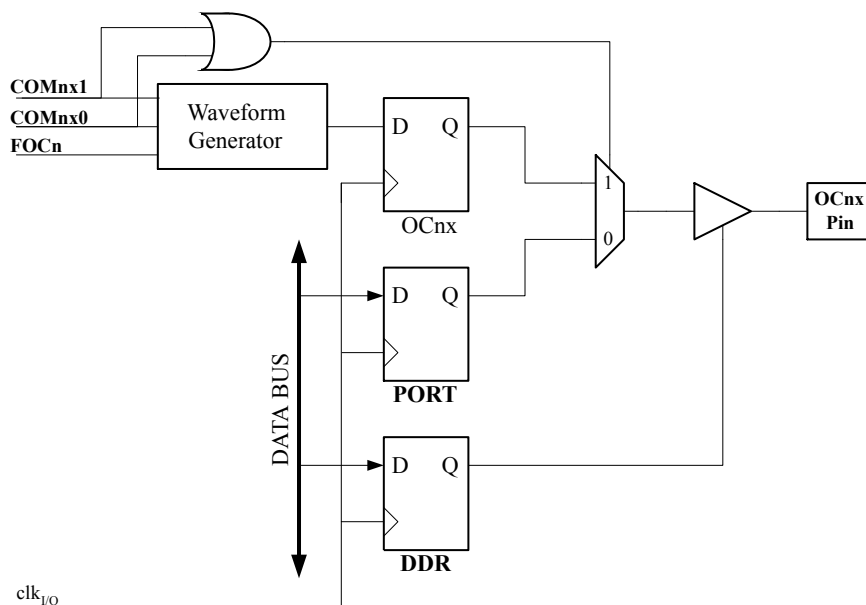 COMnx1
COMnx0
FOCn
Waveform
Generator
D Q
OCnx
1
0
OCnx
Pin
D Q
PORT
DATA BUS
D Q
DDR
clkI/O